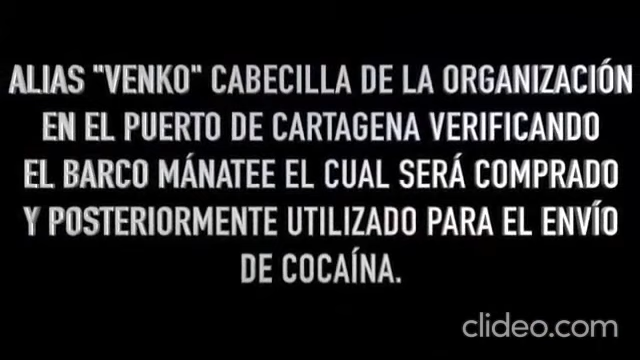 ALIAS "VENKO" CABECILLA DE LA ORGANIZACIÓN
EN EL PUERTO DE CARTAGENA VERIFICANDO
EL BARCO MÁNATEE EL CUAL SERÁ COMPRADO
Y POSTERIORMENTE UTILIZADO PARA EL ENVÍO
DE COCAÍNA.
clideo.com